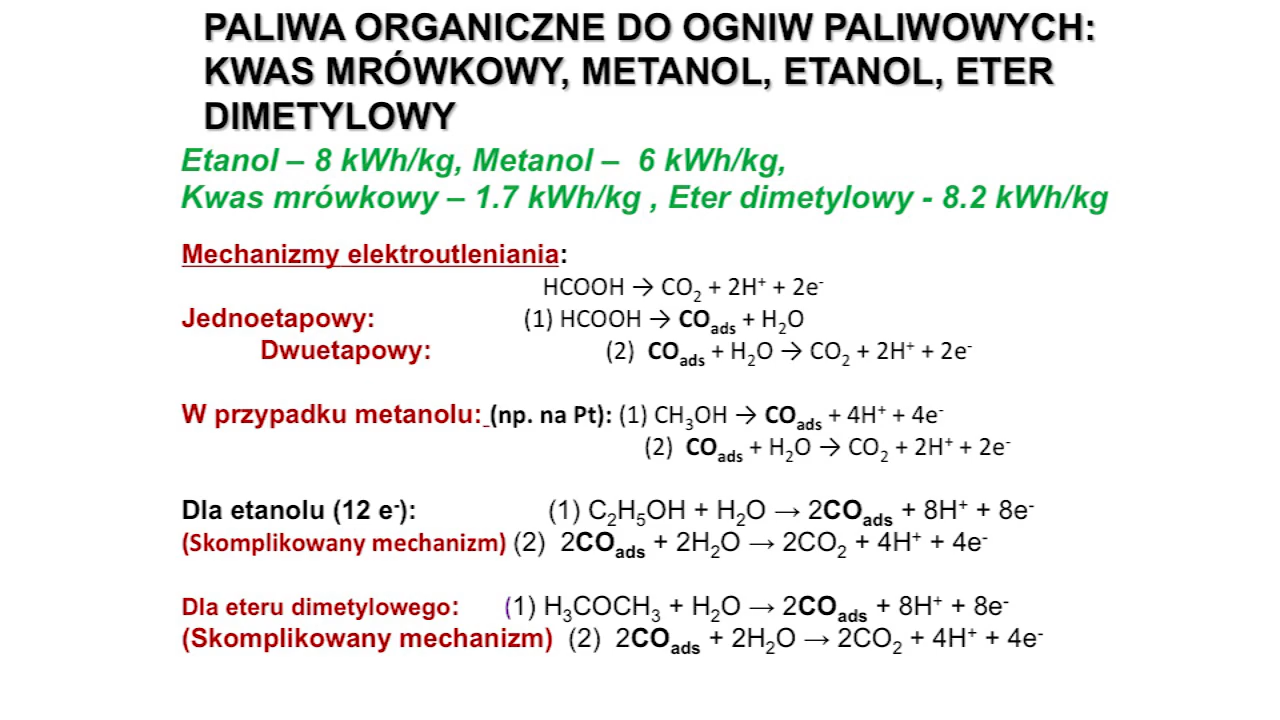 PALIWA ORGANICZNE DO OGNIW PALIWOWYCH:
KWAS MRÓWKOWY, METANOL, ETANOL, ETER
DIMETYLOWY
Etanol – 8 kWh/kg, Metanol – 6 kWh/kg,
Kwas mrówkowy – 1.7 kWh/kg , Eter dimetylowy - 8.2 kWh/kg
Mechanizmy elektroutleniania:
HCOOH → CO₂ + 2H⁺ + 2e⁻
Jednoetapowy: (1) HCOOH → COads + H₂O
Dwuetapowy: (2) COads + H₂O → CO₂ + 2H⁺ + 2e⁻
W przypadku metanolu: (np. na Pt): (1) CH₃OH → COads + 4H⁺ + 4e⁻
(2) COads + H₂O → CO₂ + 2H⁺ + 2e⁻
Dla etanolu (12 e⁻): (1) C₂H₅OH + H₂O → 2COads + 8H⁺ + 8e⁻
(Skomplikowany mechanizm) (2) 2COads + 2H₂O → 2CO₂ + 4H⁺ + 4e⁻
Dla eteru dimetylowego: (1) H₃COCH₃ + H₂O → 2COads + 8H⁺ + 8e⁻
(Skomplikowany mechanizm) (2) 2COads + 2H₂O → 2CO₂ + 4H⁺ + 4e⁻